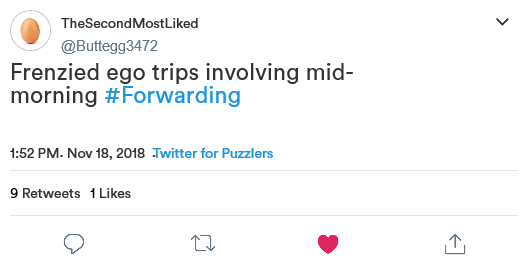 TheSecondMostLiked
@Buttegg3472
Frenzied ego trips involving mid-
morning #Forwarding
1:52 PM. Nov 18, 2018 Twitter for Puzzlers
9 Retweets 1 Likes